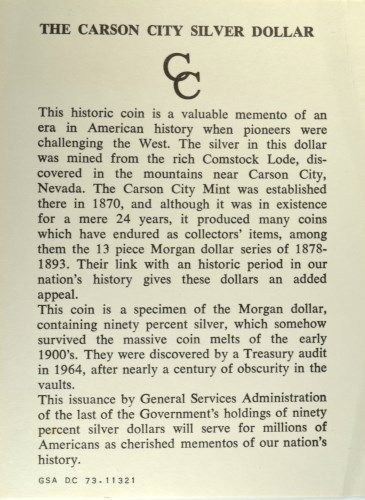 THE CARSON CITY SILVER DOLLAR
CC
This historic coin is a valuable memento of an
era in American history when pioneers were
challenging the West. The silver in this dollar
was mined from the rich Comstock Lode, dis-
covered in the mountains near Carson City,
Nevada. The Carson City Mint was established
there in 1870, and although it was in existence
for a mere 24 years, it produced many coins
which have endured as collectors' items, among
them the 13 piece Morgan dollar series of 1878-
1893. Their link with an historic period in our
nation's history gives these dollars an added
appeal.
This coin is a specimen of the Morgan dollar,
containing ninety percent silver, which somehow
survived the massive coin melts of the early
1900's. They were discovered by a Treasury audit
in 1964, after nearly a century of obscurity in the
vaults.
This issuance by General Services Administration
of the last of the Government's holdings of ninety
percent silver dollars will serve for millions of
Americans as cherished mementos of our nation's
history.
GSA DC 73-11321